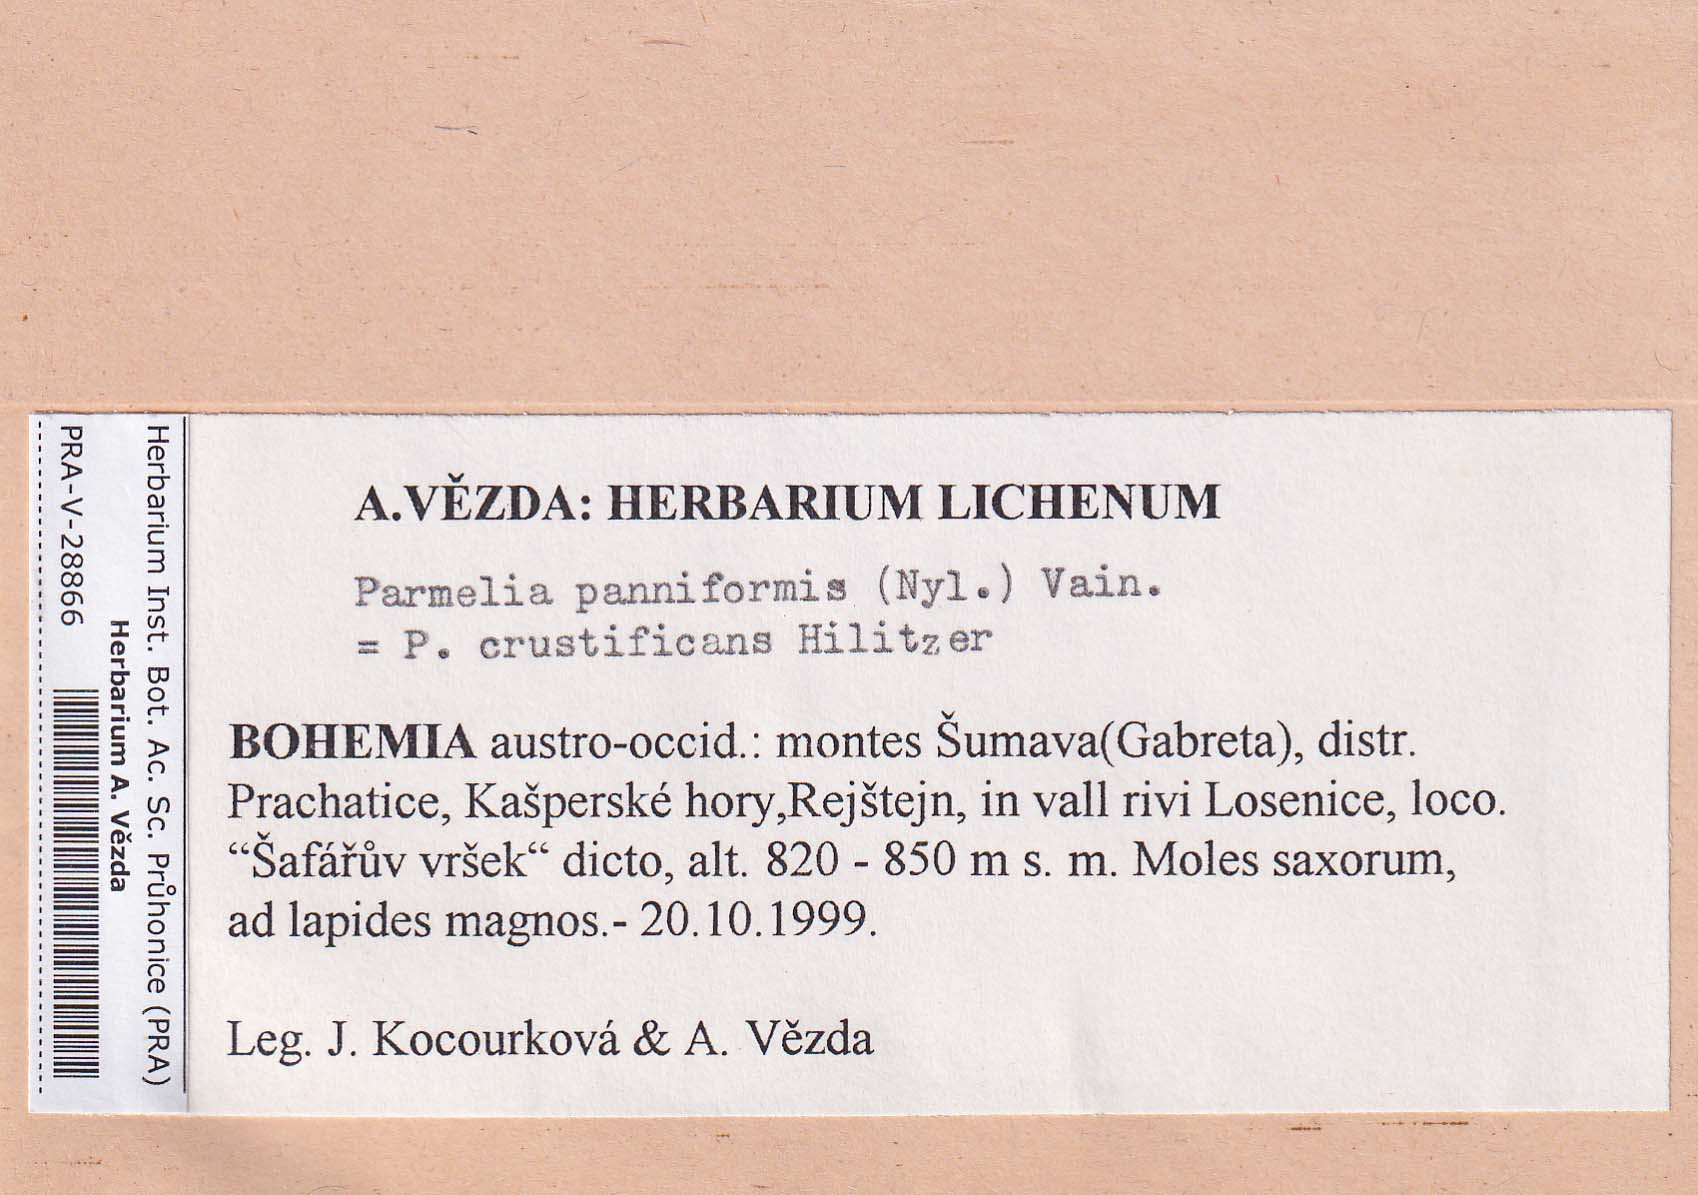 A.VĚZDA: HERBARIUM LICHENUM
Parmelia panniformis (Nyl.) Vain.
= P. crustificans Hilitzer
BOHEMIA austro-occid.: montes Šumava(Gabreta), distr.
Prachatice, Kašperské hory,Rejštejn, in vall rivi Losenice, loco.
“Šafářův vršek“ dicto, alt. 820 - 850 m s. m. Moles saxorum,
ad lapides magnos.- 20.10.1999.
Leg. J. Kocourková & A. Vězda
Herbarium Inst. Bot. Ac. Sc. Průhonice (PRA)
Herbarium A. Vězda
PRA-V-28866